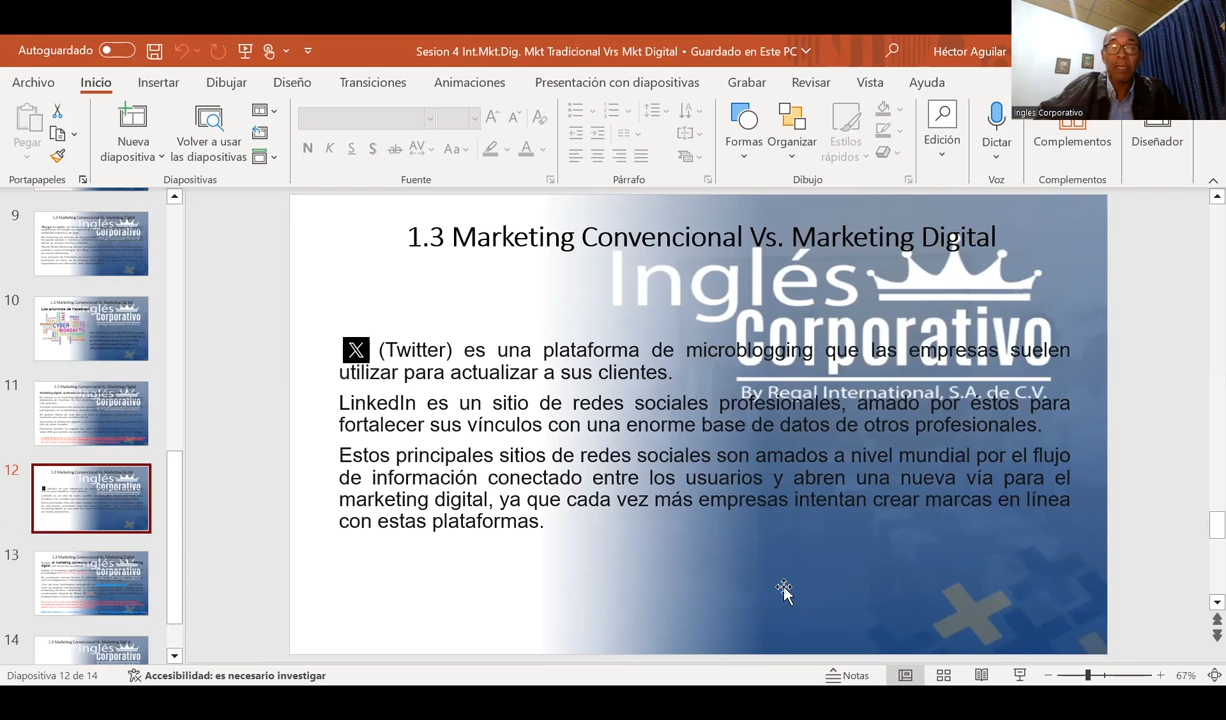 Autoguardado
Sesion 4 Int.Mkt.Dig. Mkt Tradicional Vrs Mkt Digital • Guardado en Este PC
Héctor Aguilar
Ingles Corporativo
Archivo Inicio Insertar Dibujar Diseño Transiciones Animaciones Presentación con diapositivas Grabar Revisar Vista Ayuda
Pegar
Nueva diapositiva
Volver a usar las diapositivas
N K S S ab AV Aa A
Formas
Organizar
Estilos rápidos
Edición
Dictar
Complementos
Diseñador
Portapapeles Diapositivas Fuente Párrafo Dibujo Voz Complementos
9
10
11
12
13
14
1.3 Marketing Convencional Vs. Marketing Digital
Inglés
Corporativo
By Regal International, S.A. de C.V.
X (Twitter) es una plataforma de microblogging que las empresas suelen
utilizar para actualizar a sus clientes.
LinkedIn es un sitio de redes sociales profesionales, amado por estos para
fortalecer sus vínculos con una enorme base de datos de otros profesionales.
Estos principales sitios de redes sociales son amados a nivel mundial por el flujo
de información conectado entre los usuarios y abren una nueva vía para el
marketing digital, ya que cada vez más empresas intentan crear marcas en línea
con estas plataformas.
Diapositiva 12 de 14
Accesibilidad: es necesario investigar
Notas
67%